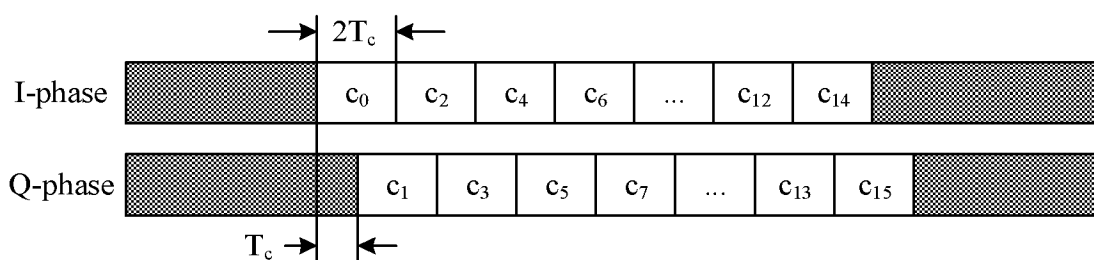 2Tc
I-phase c0 c2 c4 c6 ... c12 c14
Q-phase c1 c3 c5 c7 ... c13 c15
Tc